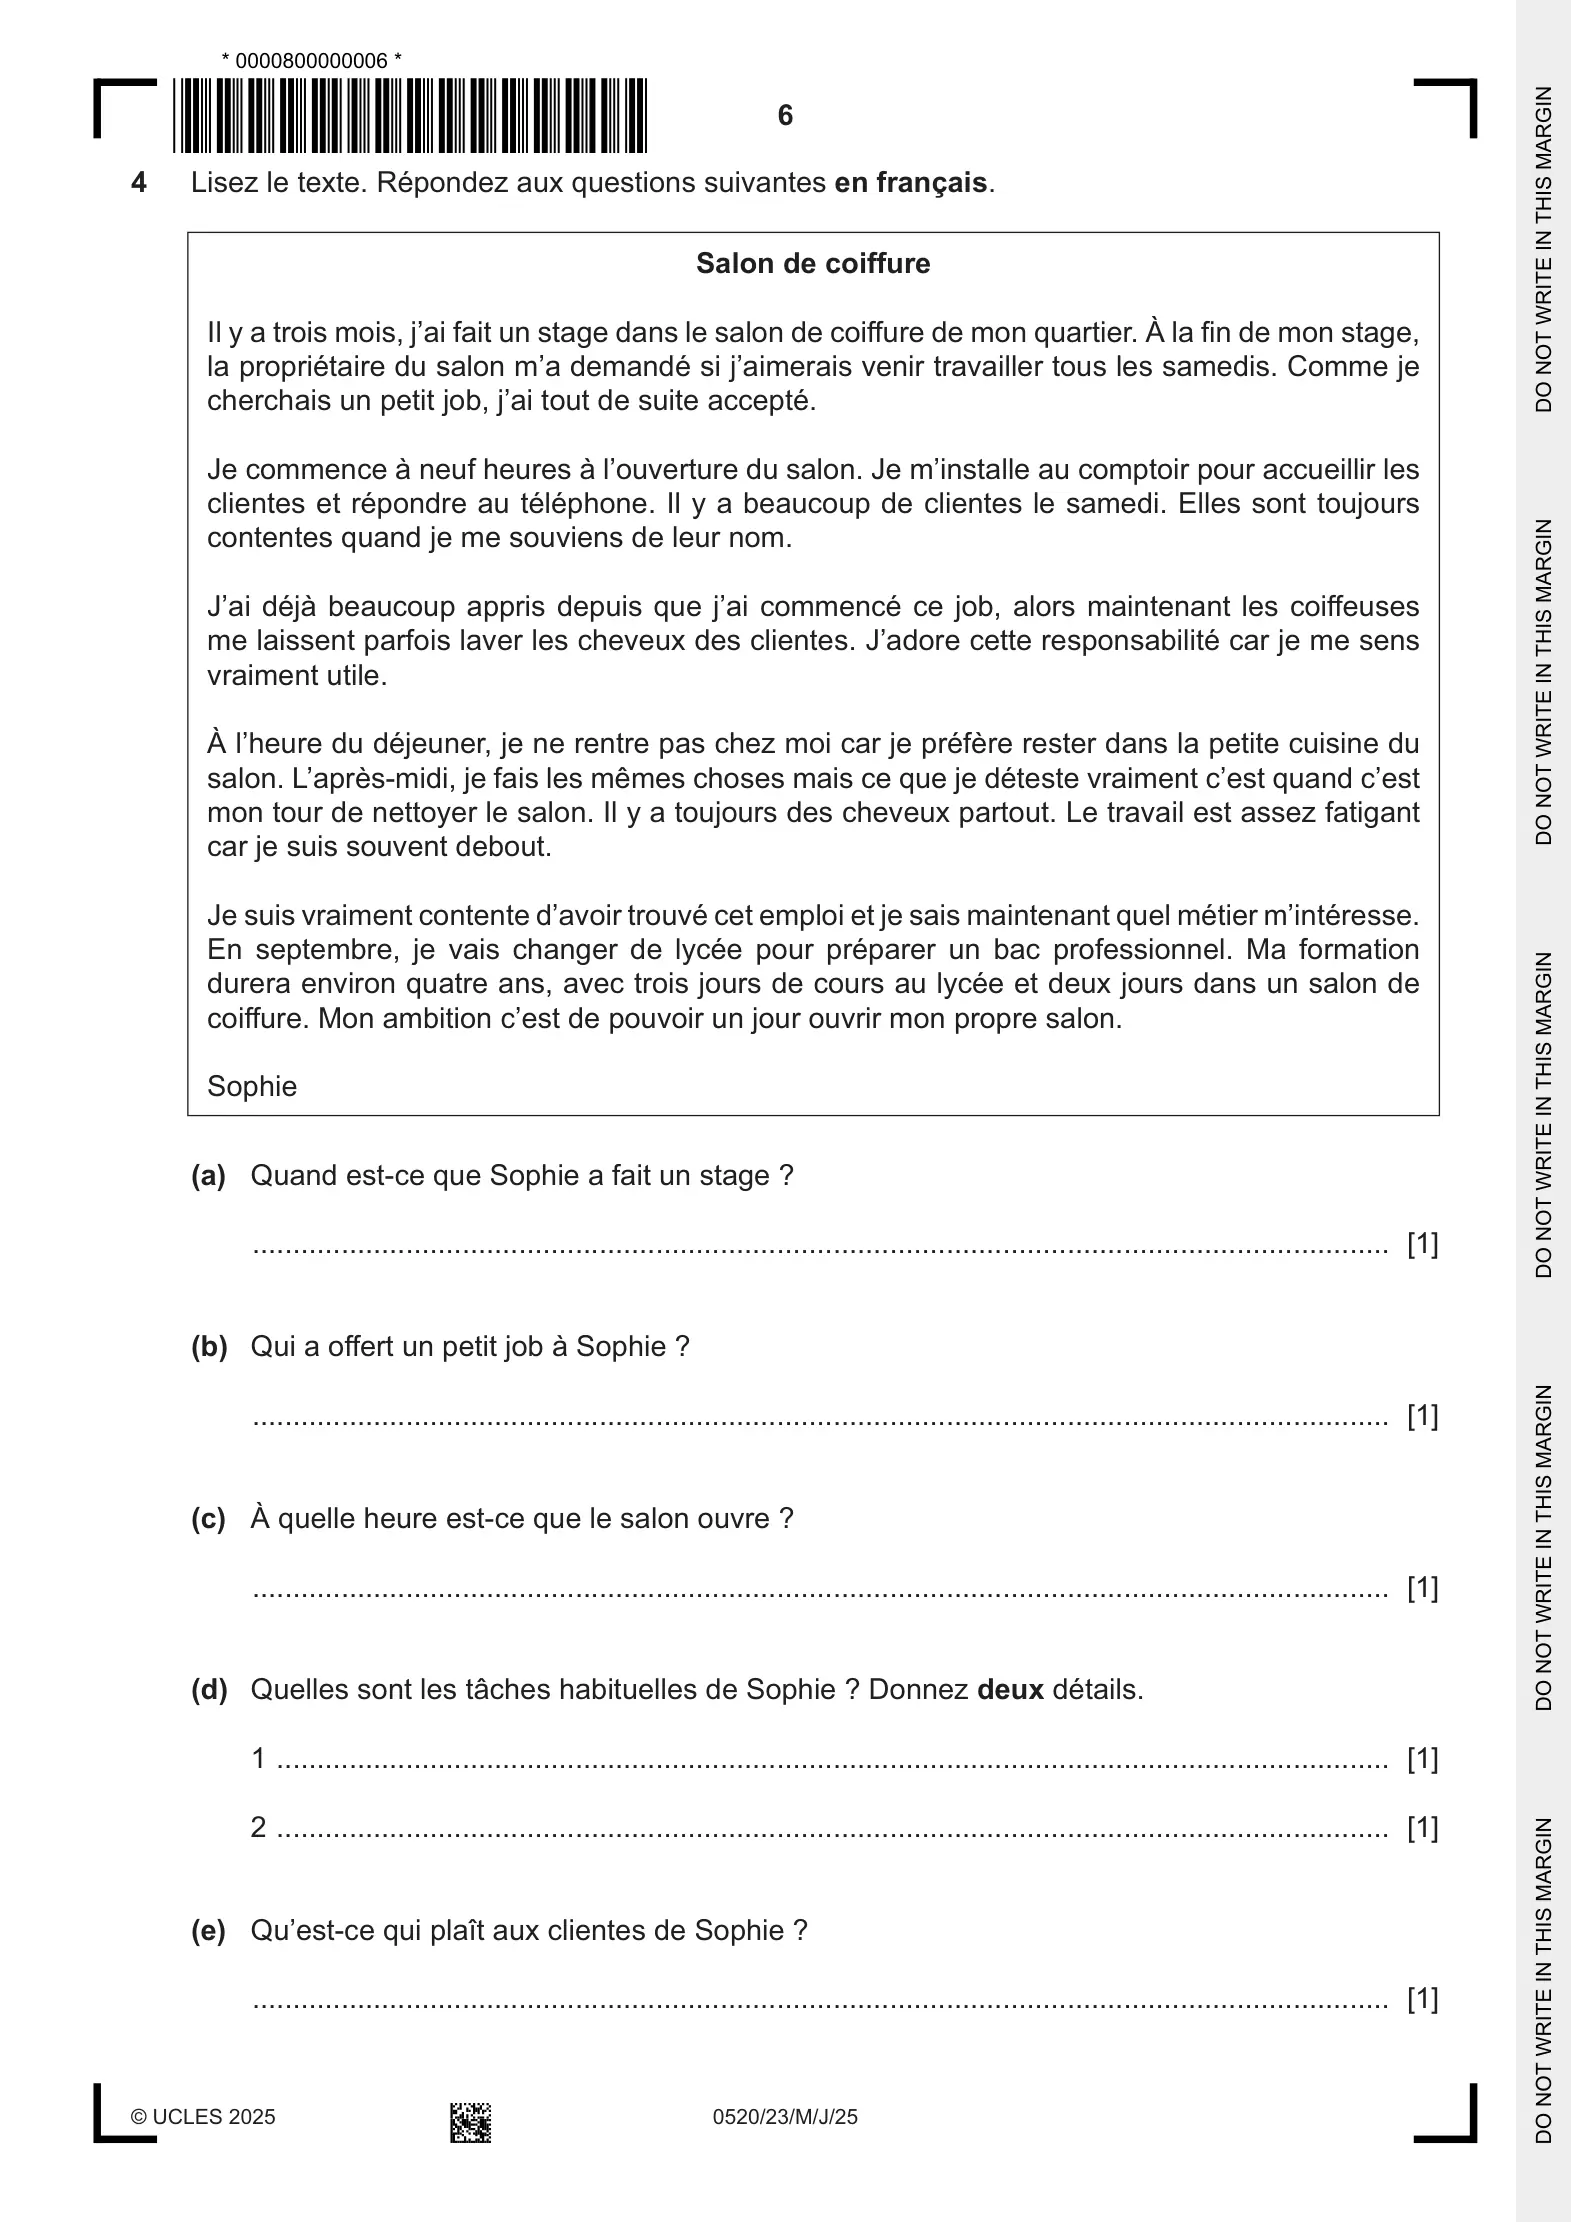 * 0000800000006 *
6
4 Lisez le texte. Répondez aux questions suivantes en français.
Salon de coiffure
Il y a trois mois, j’ai fait un stage dans le salon de coiffure de mon quartier. À la fin de mon stage,
la propriétaire du salon m’a demandé si j’aimerais venir travailler tous les samedis. Comme je
cherchais un petit job, j’ai tout de suite accepté.
Je commence à neuf heures à l’ouverture du salon. Je m’installe au comptoir pour accueillir les
clientes et répondre au téléphone. Il y a beaucoup de clientes le samedi. Elles sont toujours
contentes quand je me souviens de leur nom.
J’ai déjà beaucoup appris depuis que j’ai commencé ce job, alors maintenant les coiffeuses
me laissent parfois laver les cheveux des clientes. J’adore cette responsabilité car je me sens
vraiment utile.
À l’heure du déjeuner, je ne rentre pas chez moi car je préfère rester dans la petite cuisine du
salon. L’après-midi, je fais les mêmes choses mais ce que je déteste vraiment c’est quand c’est
mon tour de nettoyer le salon. Il y a toujours des cheveux partout. Le travail est assez fatigant
car je suis souvent debout.
Je suis vraiment contente d’avoir trouvé cet emploi et je sais maintenant quel métier m’intéresse.
En septembre, je vais changer de lycée pour préparer un bac professionnel. Ma formation
durera environ quatre ans, avec trois jours de cours au lycée et deux jours dans un salon de
coiffure. Mon ambition c’est de pouvoir un jour ouvrir mon propre salon.
Sophie
(a) Quand est-ce que Sophie a fait un stage ?
[1]
(b) Qui a offert un petit job à Sophie ?
[1]
(c) À quelle heure est-ce que le salon ouvre ?
[1]
(d) Quelles sont les tâches habituelles de Sophie ? Donnez deux détails.
1 [1]
2 [1]
(e) Qu’est-ce qui plaît aux clientes de Sophie ?
[1]
© UCLES 2025
0520/23/M/J/25
DO NOT WRITE IN THIS MARGIN
DO NOT WRITE IN THIS MARGIN
DO NOT WRITE IN THIS MARGIN
DO NOT WRITE IN THIS MARGIN
DO NOT WRITE IN THIS MARGIN